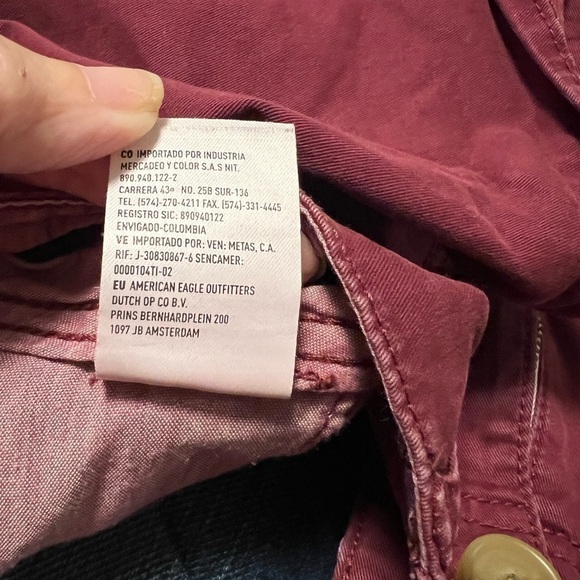 CO IMPORTADO POR INDUSTRIA
MERCADEO Y COLOR S.A.S NIT.
890.940.122-2
CARRERA 43ª NO. 25B SUR-136
TEL. (574)-270-4211 FAX. (574)-331-4445
REGISTRO SIC: 890940122
ENVIGADO-COLOMBIA
VE IMPORTADO POR: VEN: METAS, C.A.
RIF: J-30830867-6 SENCAMER:
0000104TI-02
EU AMERICAN EAGLE OUTFITTERS
DUTCH OP CO B.V.
PRINS BERNHARDPLEIN 200
1097 JB AMSTERDAM